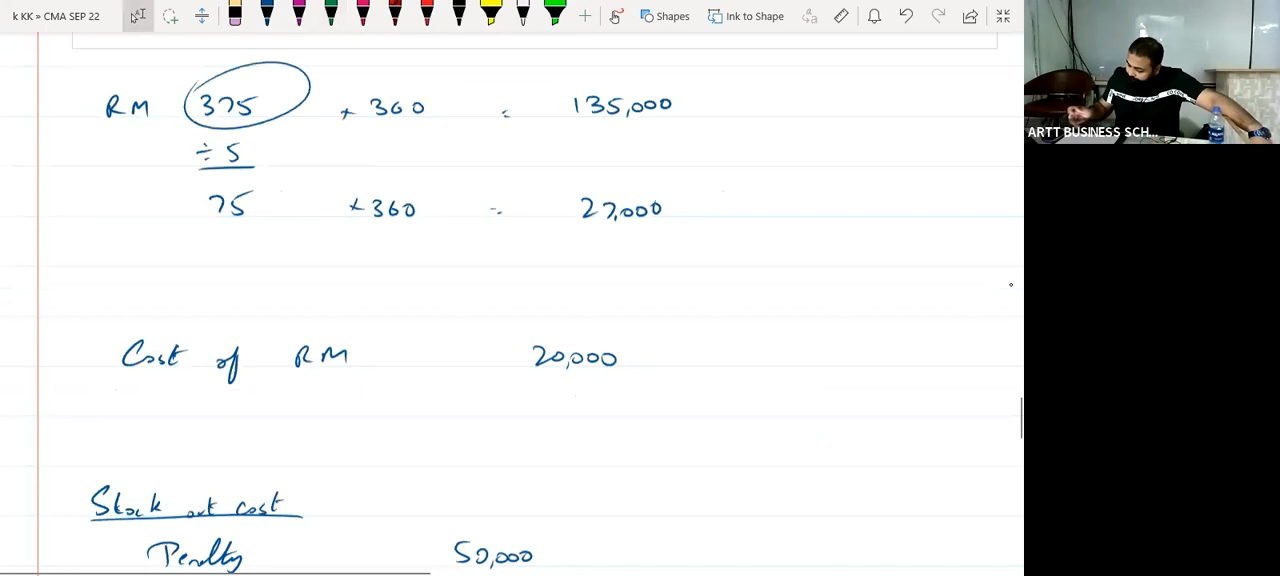 k KK » CMA SEP 22
Shapes
Ink to Shape
RM 375 × 360 = 135,000
÷ 5
75 × 360 = 27,000
Cost of RM 20,000
Stock out cost
Penalty 50,000
ARTT BUSINESS SCH...